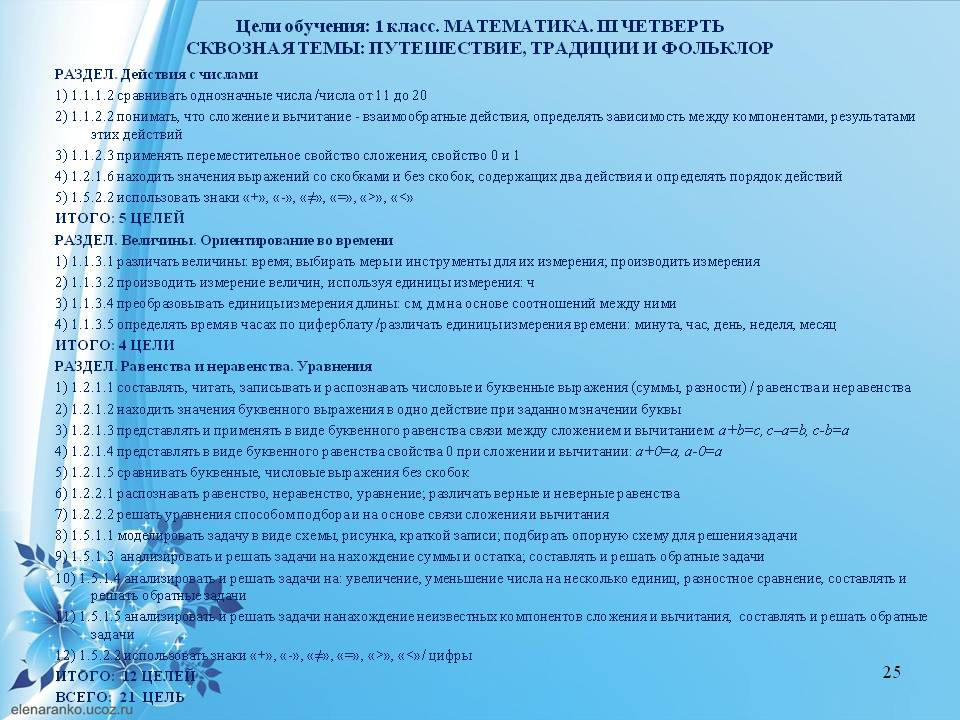 Цели обучения: 1 класс. МАТЕМАТИКА. III ЧЕТВЕРТЬ
СКВОЗНАЯ ТЕМЫ: ПУТЕШЕСТВИЕ, ТРАДИЦИИ И ФОЛЬКЛОР
РАЗДЕЛ. Действия с числами
1) 1.1.1.2 сравнивать однозначные числа /числа от 11 до 20
2) 1.1.2.2 понимать, что сложение и вычитание - взаимообратные действия, определять зависимость между компонентами, результатами
этих действий
3) 1.1.2.3 применять переместительное свойство сложения; свойство 0 и 1
4) 1.2.1.6 находить значения выражений со скобками и без скобок, содержащих два действия и определять порядок действий
5) 1.5.2.2 использовать знаки «+», «-», «≠», «=», «>», «<»
ИТОГО: 5 ЦЕЛЕЙ
РАЗДЕЛ. Величины. Ориентирование во времени
1) 1.1.3.1 различать величины: время; выбирать меры и инструменты для их измерения; производить измерения
2) 1.1.3.2 производить измерение величин, используя единицы измерения: ч
3) 1.1.3.4 преобразовывать единицы измерения длины: см, дм на основе соотношений между ними
4) 1.1.3.5 определять время в часах по циферблату /различать единицы измерения времени: минута, час, день, неделя, месяц
ИТОГО: 4 ЦЕЛИ
РАЗДЕЛ. Равенства и неравенства. Уравнения
1) 1.2.1.1 составлять, читать, записывать и распознавать числовые и буквенные выражения (суммы, разности) / равенства и неравенства
2) 1.2.1.2 находить значения буквенного выражения в одно действие при заданном значении буквы
3) 1.2.1.3 представлять и применять в виде буквенного равенства связи между сложением и вычитанием: a+b=c, c–a=b, c-b=a
4) 1.2.1.4 представлять в виде буквенного равенства свойства 0 при сложении и вычитании: a+0=a, a-0=a
5) 1.2.1.5 сравнивать буквенные, числовые выражения без скобок
6) 1.2.2.1 распознавать равенство, неравенство, уравнение; различать верные и неверные равенства
7) 1.2.2.2 решать уравнения способом подбора и на основе связи сложения и вычитания
8) 1.5.1.1 моделировать задачу в виде схемы, рисунка, краткой записи; подбирать опорную схему для решения задачи
9) 1.5.1.3 анализировать и решать задачи на нахождение суммы и остатка; составлять и решать обратные задачи
10) 1.5.1.4 анализировать и решать задачи на: увеличение, уменьшение числа на несколько единиц, разностное сравнение, составлять и
решать обратные задачи
11) 1.5.1.5 анализировать и решать задачи нанахождение неизвестных компонентов сложения и вычитания, составлять и решать обратные
задачи
12) 1.5.2.2 использовать знаки «+», «-», «≠», «=», «>», «<»/ цифры
ИТОГО: 12 ЦЕЛЕЙ
ВСЕГО: 21 ЦЕЛЬ
25
elenaranko.ucoz.ru